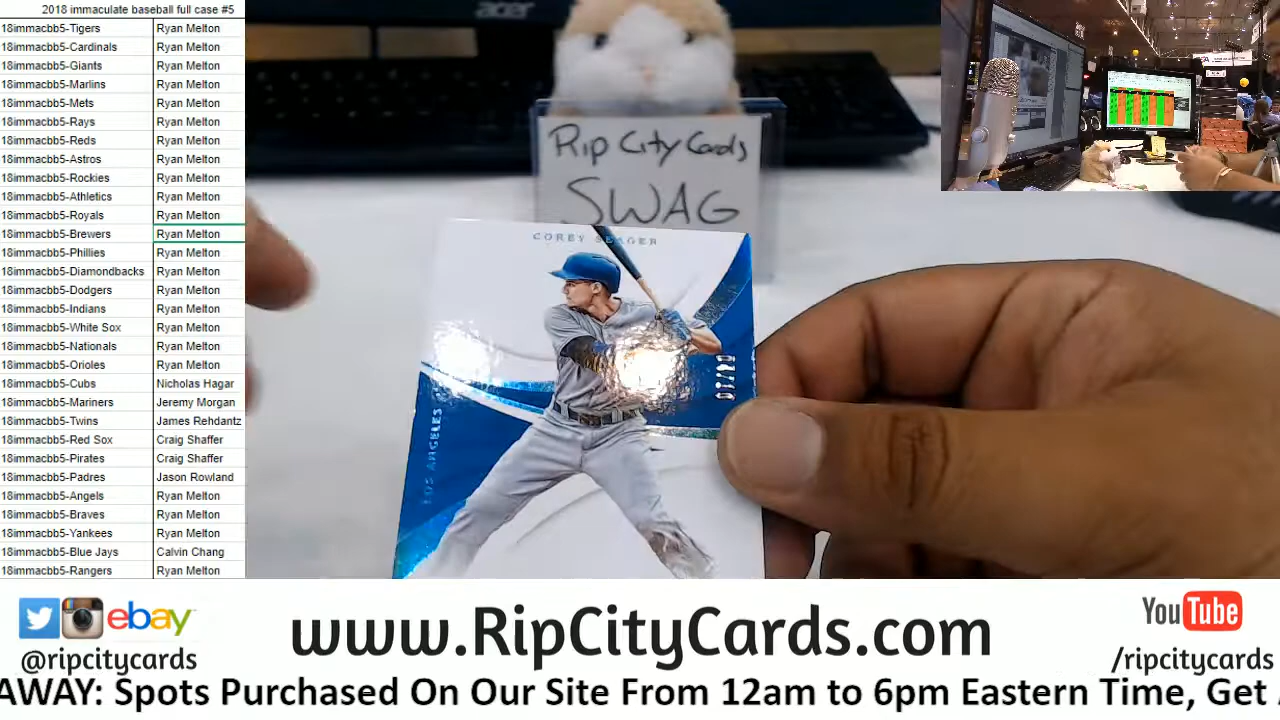 2018 immaculate baseball full case #5
18imacbb5-Tigers Ryan Melton
18immacbb5-Cardinals Ryan Melton
18immacbb5-Giants Ryan Melton
18immacbb5-Marlins Ryan Melton
18immacbb5-Mets Ryan Melton
18immacbb5-Rays Ryan Melton
18immacbb5-Reds Ryan Melton
18immacbb5-Astros Ryan Melton
18immacbb5-Rockies Ryan Melton
18immacbb5-Athletics Ryan Melton
18immacbb5-Royals Ryan Melton
18immacbb5-Brewers Ryan Melton
18immacbb5-Phillies Ryan Melton
18immacbb5-Diamondbacks Ryan Melton
18immacbb5-Dodgers Ryan Melton
18immacbb5-Indians Ryan Melton
18immacbb5-White Sox Ryan Melton
18immacbb5-Nationals Ryan Melton
18immacbb5-Orioles Ryan Melton
18immacbb5-Cubs Nicholas Hagar
18immacbb5-Mariners Jeremy Morgan
18immacbb5-Twins James Rehdantz
18immacbb5-Red Sox Craig Shaffer
18immacbb5-Pirates Craig Shaffer
18immacbb5-Padres Jason Rowland
18immacbb5-Angels Ryan Melton
18immacbb5-Braves Ryan Melton
18immacbb5-Yankees Ryan Melton
18immacbb5-Blue Jays Calvin Chang
18immacbb5-Rangers Ryan Melton
acer
Rip City Cards
SWAG
COREY SEAGER
LOS ANGELES
ebay
@ripcitycards
www.RipCityCards.com
YouTube
/ripcitycards
AWAY: Spots Purchased On Our Site From 12am to 6pm Eastern Time, Get